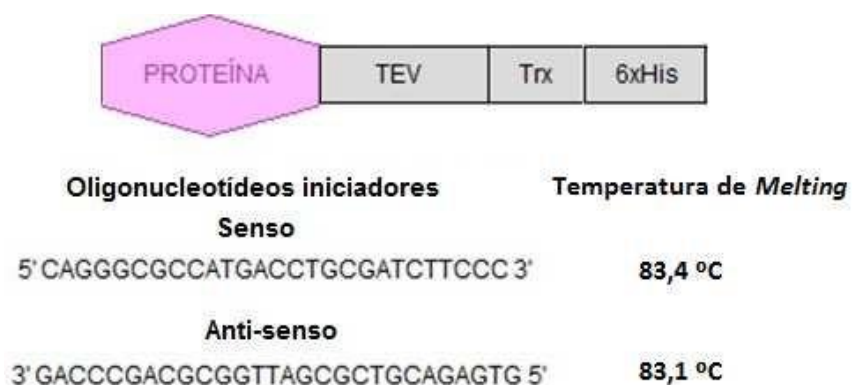 PROTEÍNA TEV Trx 6xHis
Oligonucleotídeos iniciadores Temperatura de Melting
Senso
5' CAGGGCGCCATGACCTGCGATCTTCCC 3' 83,4 ºC
Anti-senso
3' GACCCGACGCGGTTAGCGCTGCAGAGTG 5' 83,1 ºC